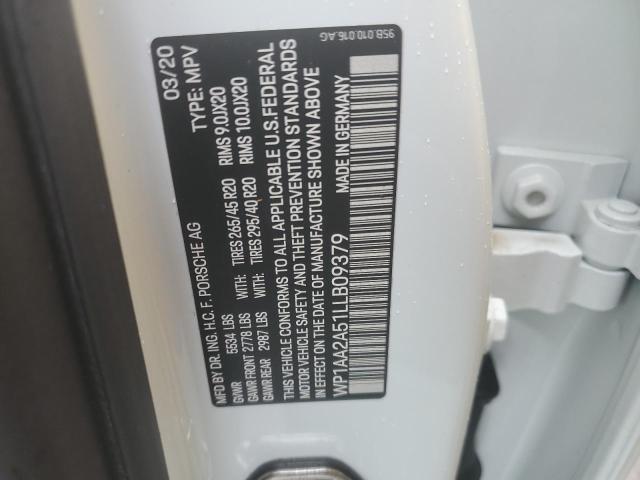 95B.010.016.AG
MFD BY DR. ING. H.C. F. PORSCHE AG 03/20
TYPE: MPV
GVWR 5534 LBS WITH: TIRES 265/45 R20 RIMS 9.0JX20
GAWR FRONT 2778 LBS WITH: TIRES 295/40 R20 RIMS 10.0JX20
GAWR REAR 2987 LBS
THIS VEHICLE CONFORMS TO ALL APPLICABLE U.S.FEDERAL
MOTOR VEHICLE SAFETY AND THEFT PREVENTION STANDARDS
IN EFFECT ON THE DATE OF MANUFACTURE SHOWN ABOVE
WP1AA2A51LLB09379 MADE IN GERMANY